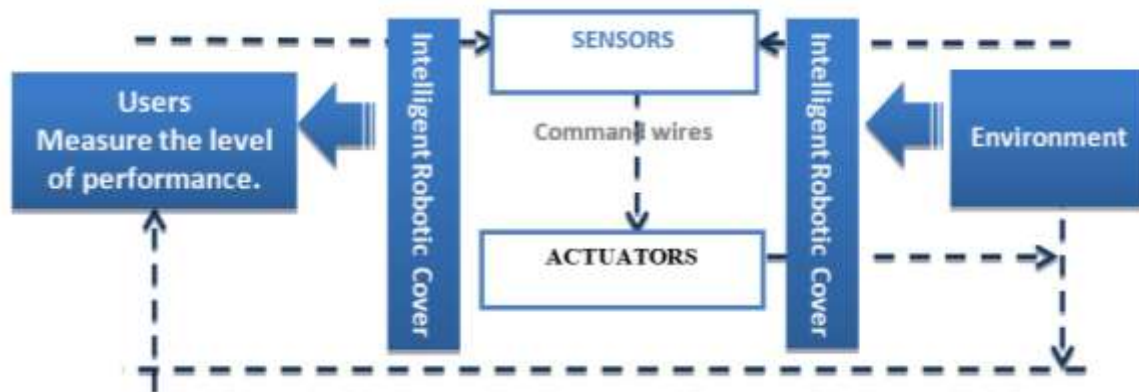 Users
Measure the level
of performance.
Intelligent Robotic Cover
SENSORS
Command wires
ACTUATORS
Intelligent Robotic Cover
Environment